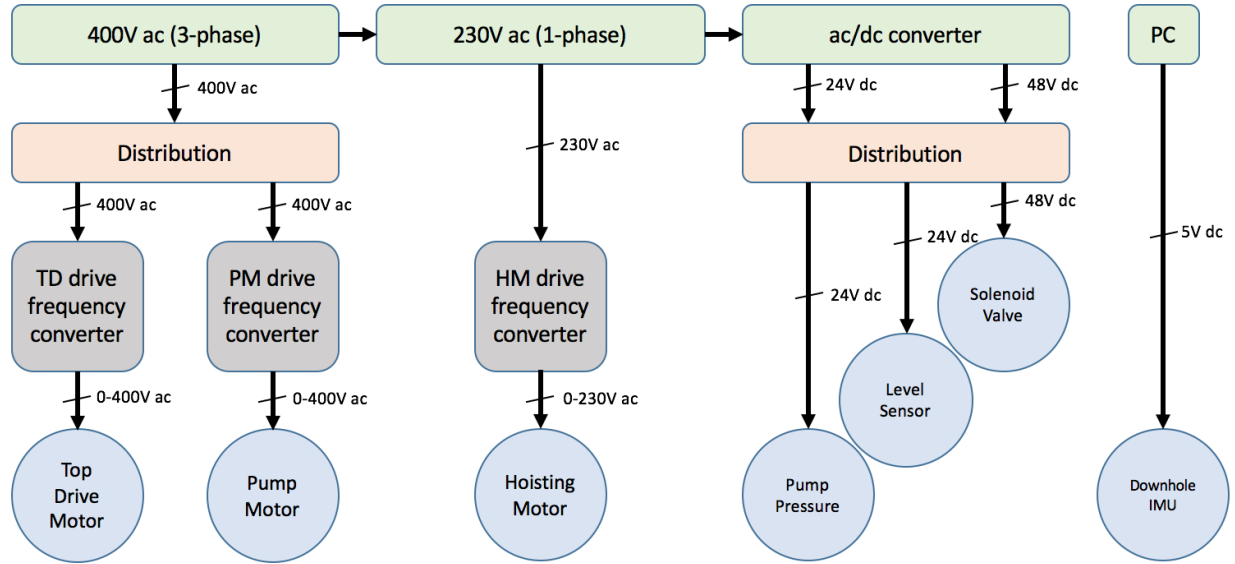 400V ac (3-phase)
230V ac (1-phase)
ac/dc converter
PC
400V ac
24V dc
48V dc
Distribution
230V ac
Distribution
400V ac
400V ac
48V dc
5V dc
24V dc
TD drive
frequency
converter
PM drive
frequency
converter
HM drive
frequency
converter
24V dc
Solenoid
Valve
0-400V ac
0-400V ac
0-230V ac
Level
Sensor
Top
Drive
Motor
Pump
Motor
Hoisting
Motor
Pump
Pressure
Downhole
IMU